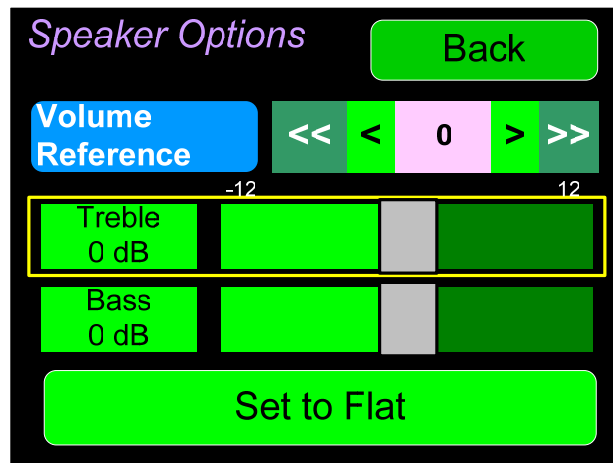 Speaker Options
Back
Volume
Reference
<< < 0 > >>
-12 12
Treble
0 dB
Bass
0 dB
Set to Flat